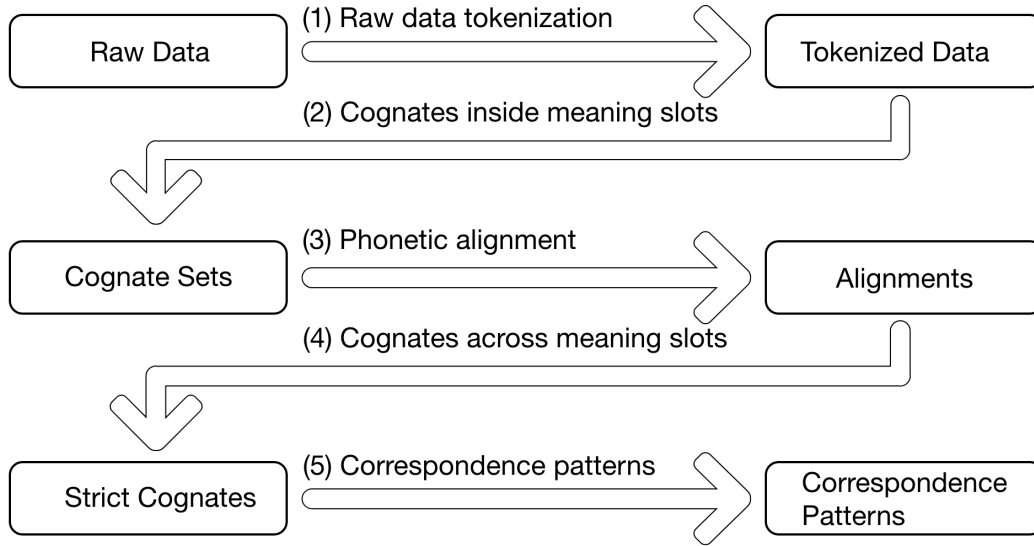 (1) Raw data tokenization
Raw Data
Tokenized Data
(2) Cognates inside meaning slots
(3) Phonetic alignment
Cognate Sets
Alignments
(4) Cognates across meaning slots
(5) Correspondence patterns
Strict Cognates
Correspondence
Patterns